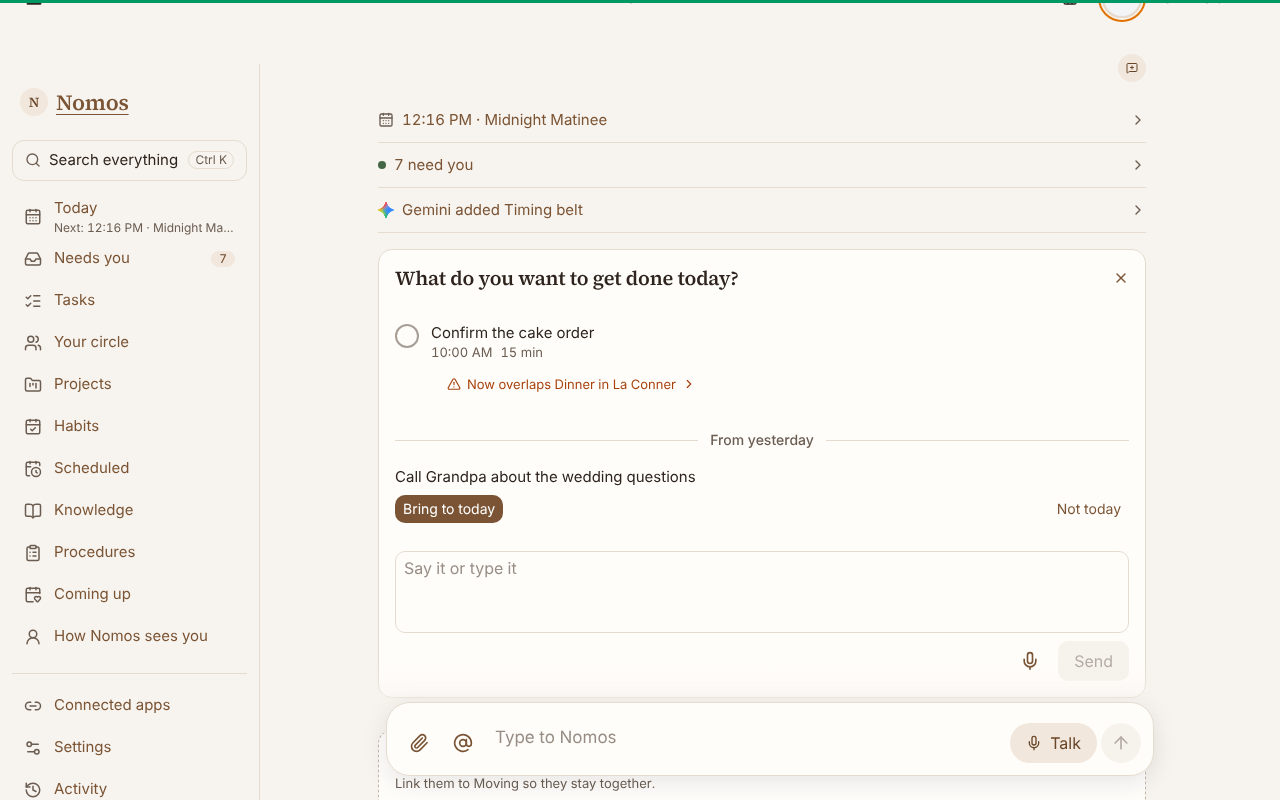 N Nomos
Search everything Ctrl K
Today
Next: 12:16 PM · Midnight Ma...
Needs you 7
Tasks
Your circle
Projects
Habits
Scheduled
Knowledge
Procedures
Coming up
How Nomos sees you
Connected apps
Settings
Activity
12:16 PM · Midnight Matinee
7 need you
Gemini added Timing belt
What do you want to get done today?
Confirm the cake order
10:00 AM 15 min
Now overlaps Dinner in La Conner
From yesterday
Call Grandpa about the wedding questions
Bring to today Not today
Say it or type it
Send
Type to Nomos Talk
Link them to Moving so they stay together.